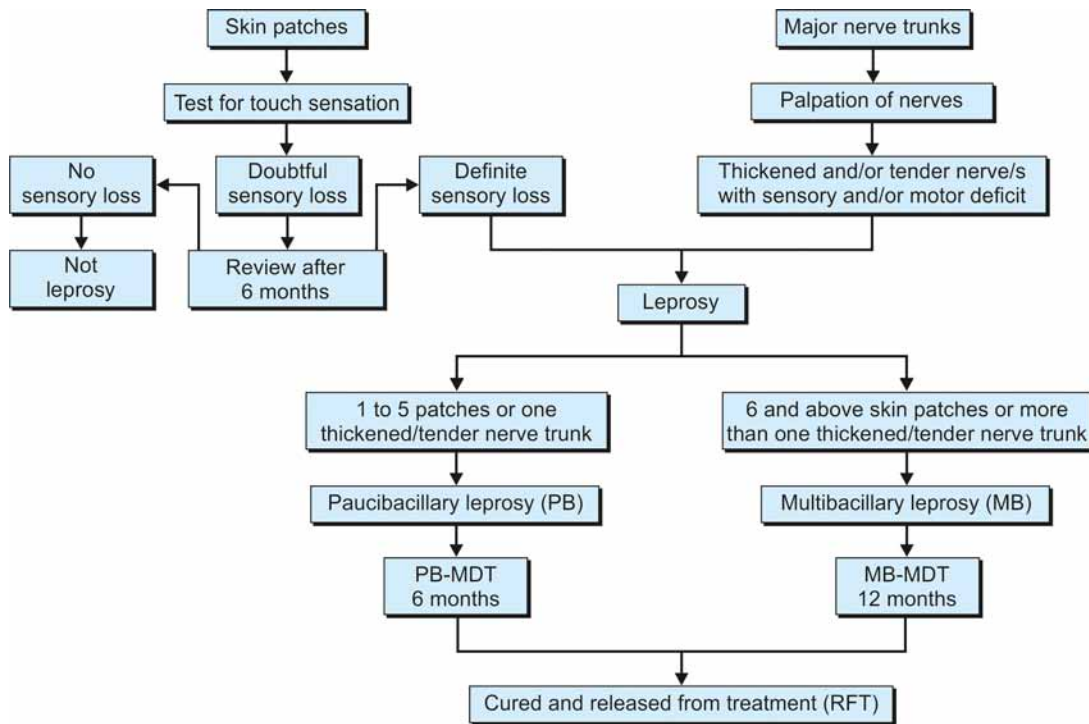 Skin patches
Major nerve trunks
Test for touch sensation
Palpation of nerves
No
sensory loss
Doubtful
sensory loss
Definite
sensory loss
Thickened and/or tender nerve/s
with sensory and/or motor deficit
Not
leprosy
Review after
6 months
Leprosy
1 to 5 patches or one
thickened/tender nerve trunk
6 and above skin patches or more
than one thickened/tender nerve trunk
Paucibacillary leprosy (PB)
Multibacillary leprosy (MB)
PB-MDT
6 months
MB-MDT
12 months
Cured and released from treatment (RFT)